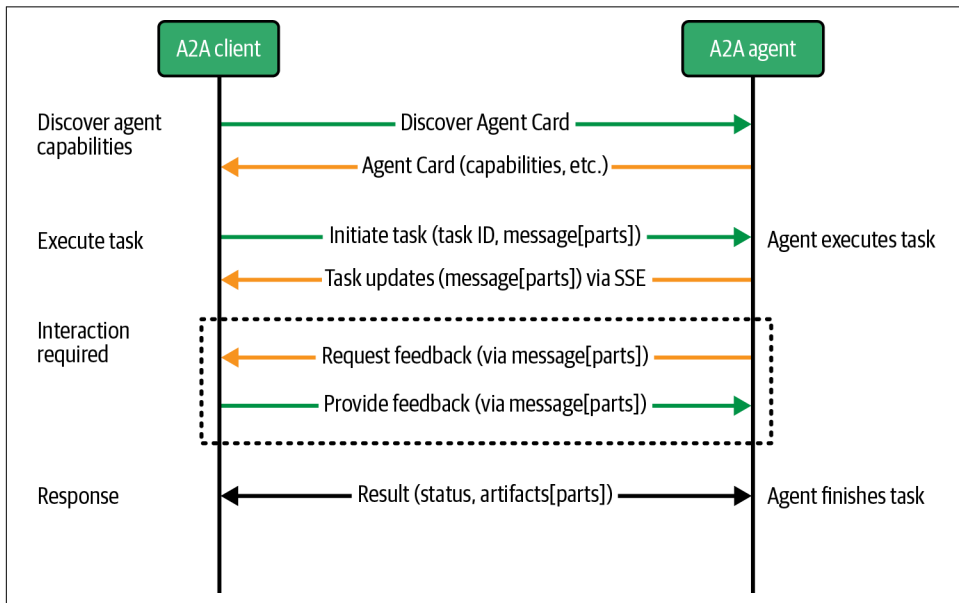 A2A client
A2A agent
Discover agent
capabilities
Discover Agent Card
Agent Card (capabilities, etc.)
Execute task
Initiate task (task ID, message[parts])
Agent executes task
Task updates (message[parts]) via SSE
Interaction
required
Request feedback (via message[parts])
Provide feedback (via message[parts])
Response
Result (status, artifacts[parts])
Agent finishes task